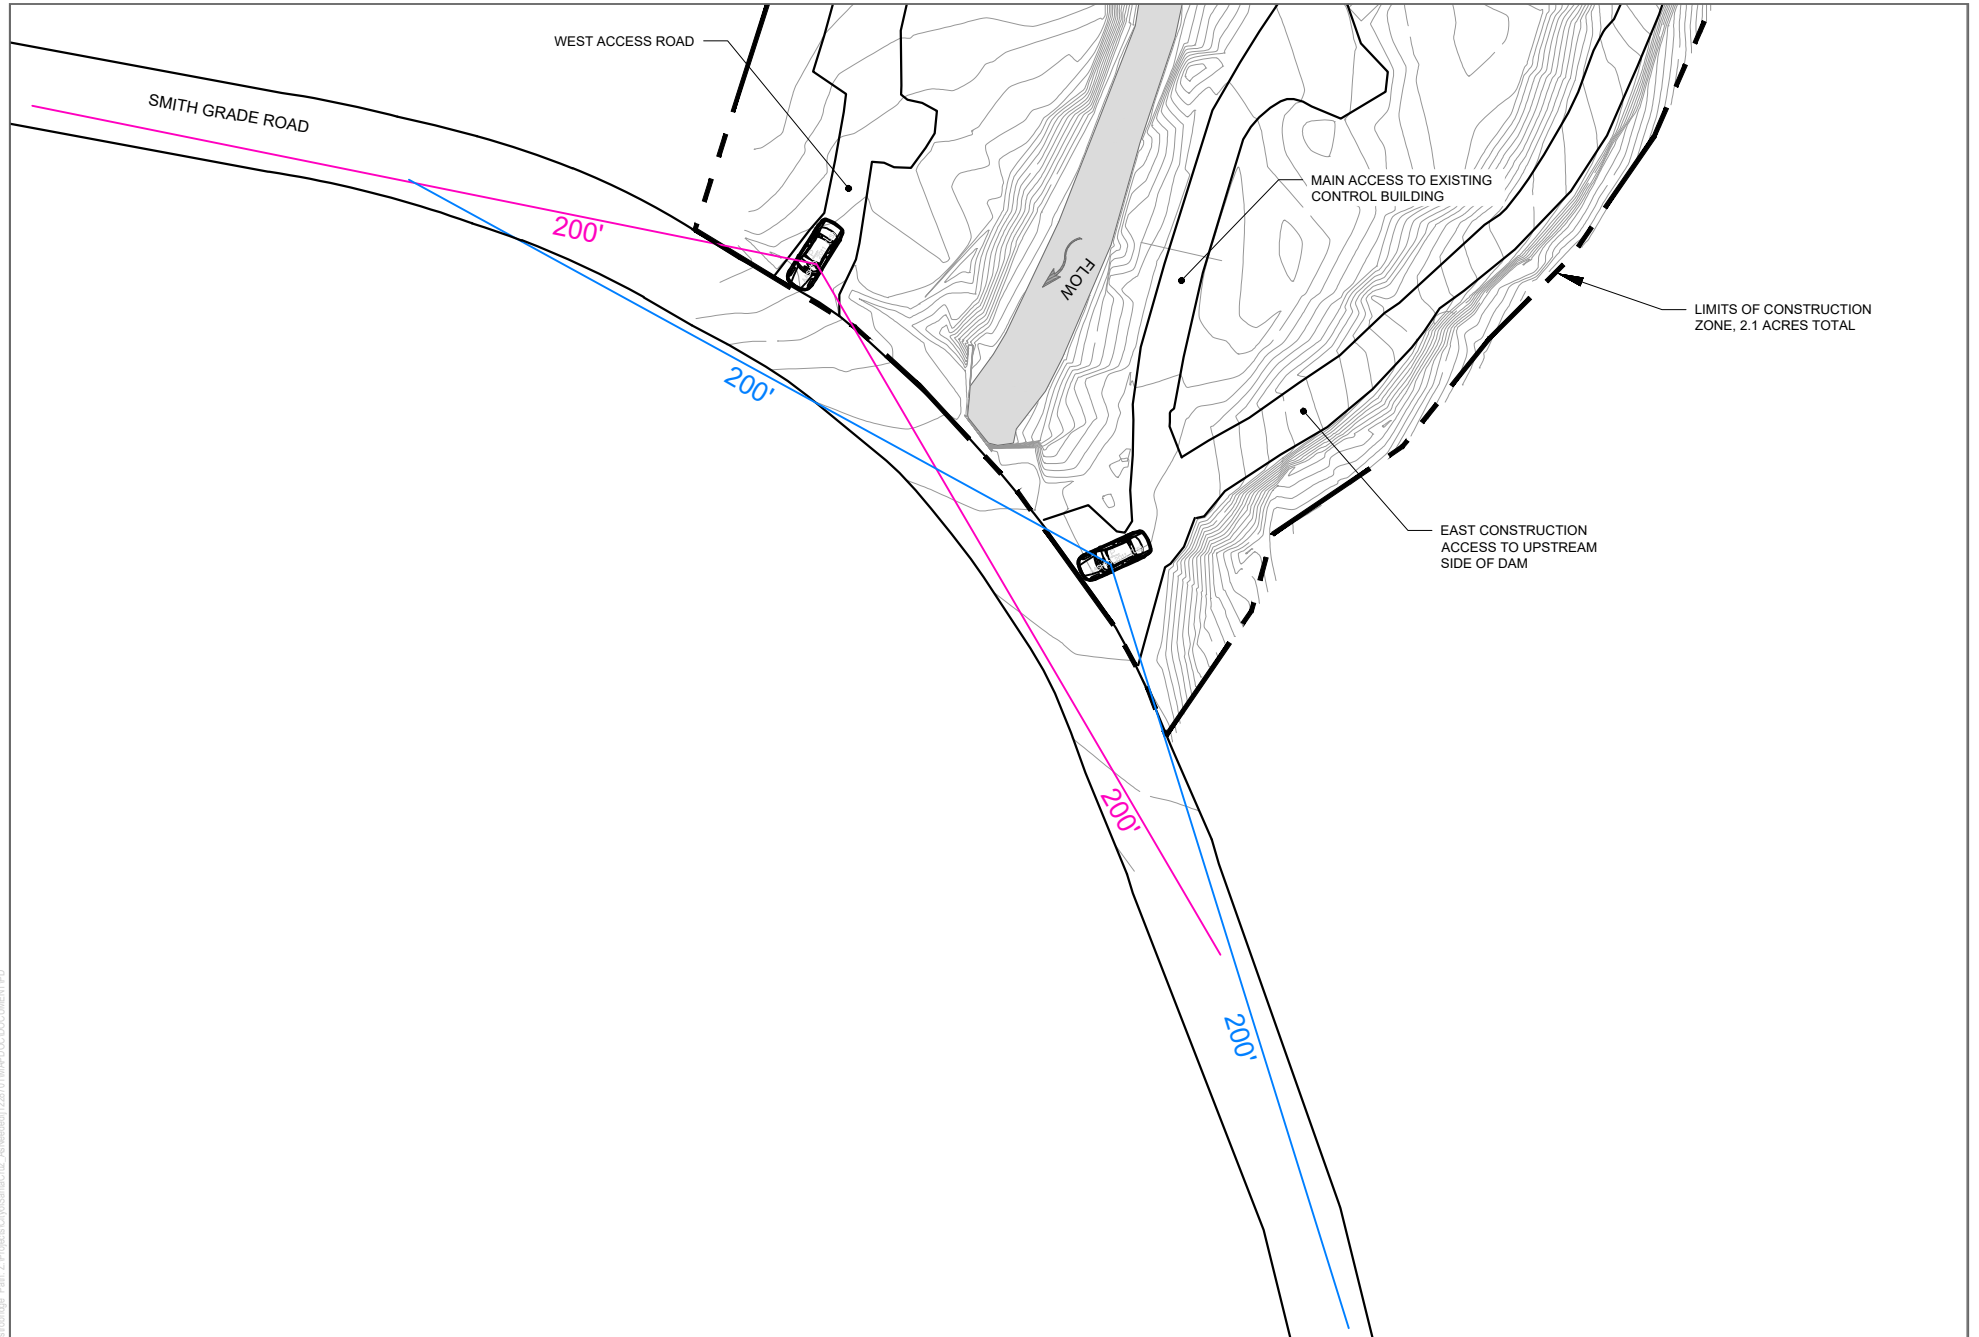 WEST ACCESS ROAD
SMITH GRADE ROAD
MAIN ACCESS TO EXISTING
CONTROL BUILDING
200'
FLOW
LIMITS OF CONSTRUCTION
ZONE, 2.1 ACRES TOTAL
200'
EAST CONSTRUCTION
ACCESS TO UPSTREAM
SIDE OF DAM
200'
200'